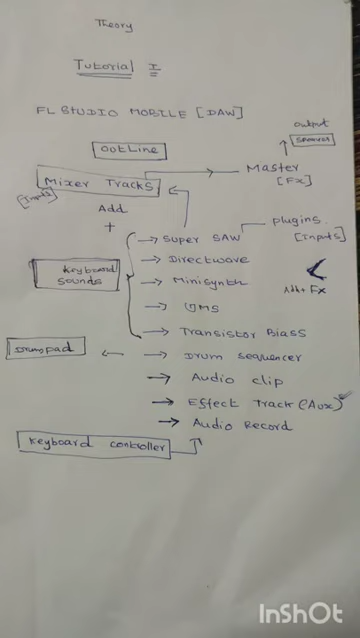 Theory
Tutorial I
FL STUDIO MOBILE [DAW]
output
OutLine
Speaker
Master
[Fx]
Mixer Tracks
[Inputs]
Add
+
plugins
[Inputs]
→ Super SAW
→ Directwave
Keyboard
sounds
→ Minisynth
Add Fx
→ GMS
→ Transistor Blass
Drumpad
← → Drum sequencer
→ Audio clip
→ Effect Track (Aux)
→ Audio Record
Keyboard controller
InShOt